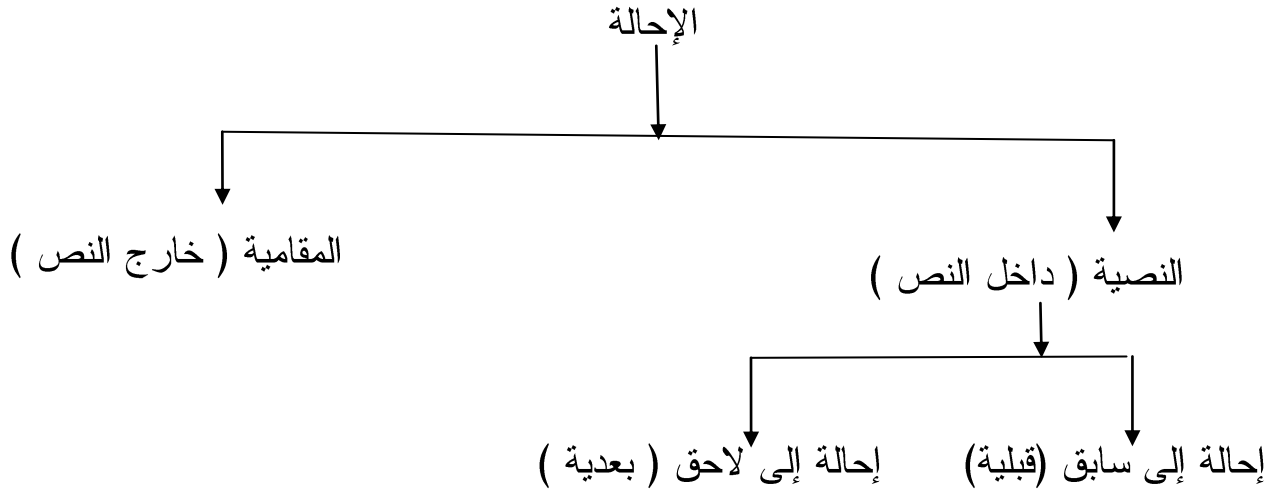 الإحالة
النصية ( داخل النص )
المقامية ( خارج النص )
إحالة إلى سابق (قبلية)
إحالة إلى لاحق ( بعدية )